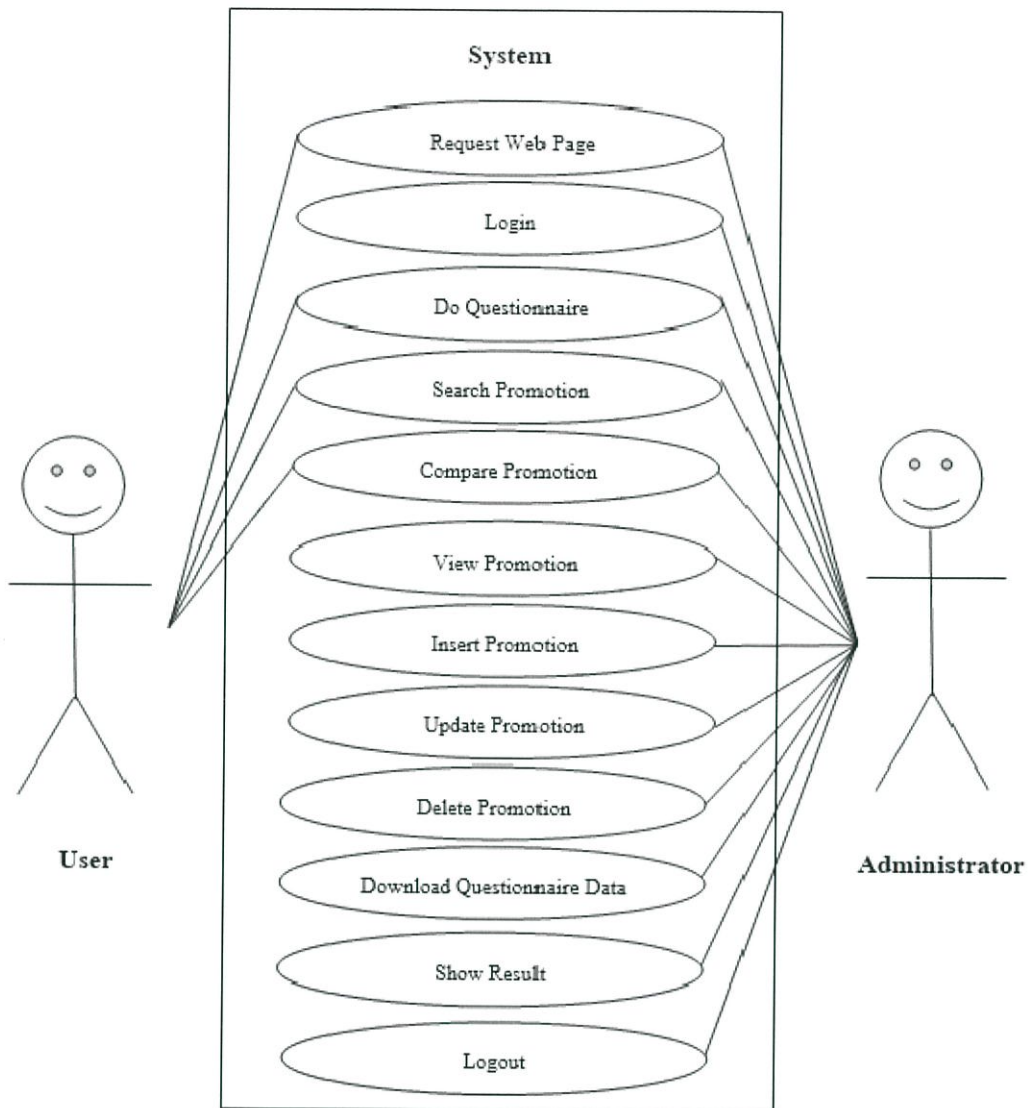 System
Request Web Page
Login
Do Questionnaire
Search Promotion
Compare Promotion
View Promotion
Insert Promotion
Update Promotion
Delete Promotion
Download Questionnaire Data
Show Result
Logout
User
Administrator